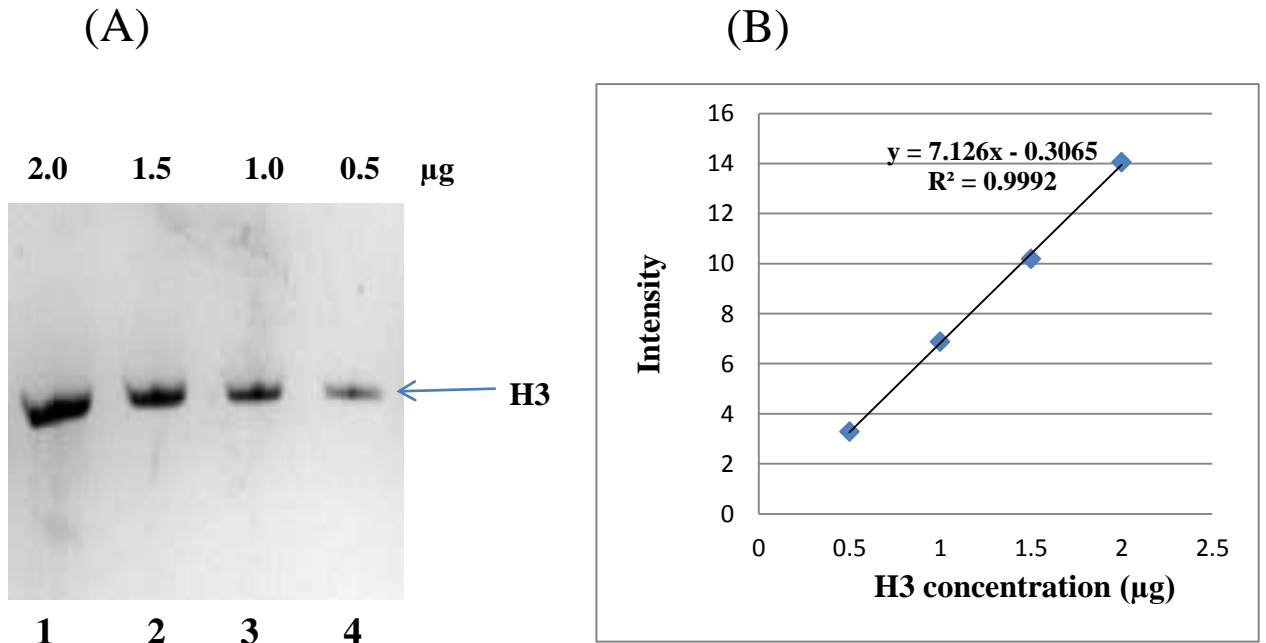 (A)
2.0 1.5 1.0 0.5 µg
H3
1 2 3 4
(B)
16
14
12
10
8
6
4
2
0
y = 7.126x - 0.3065
R² = 0.9992
Intensity
0 0.5 1 1.5 2 2.5
H3 concentration (µg)